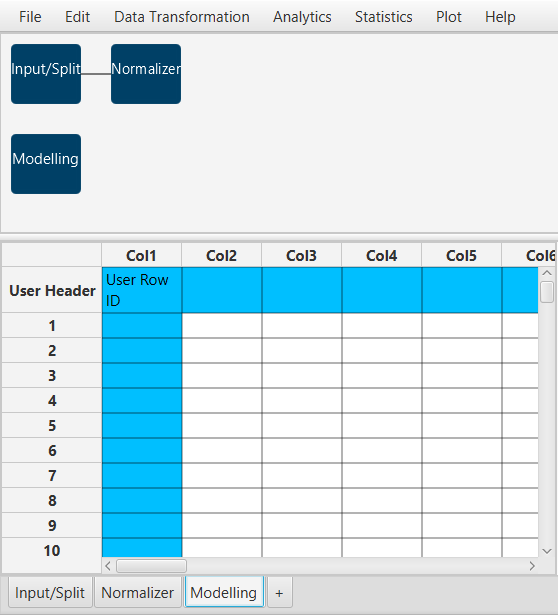 File Edit Data Transformation Analytics Statistics Plot Help
Input/Split Normalizer
Modelling
Col1 Col2 Col3 Col4 Col5 Col6
User Header User Row
ID
1
2
3
4
5
6
7
8
9
10
Input/Split Normalizer Modelling +